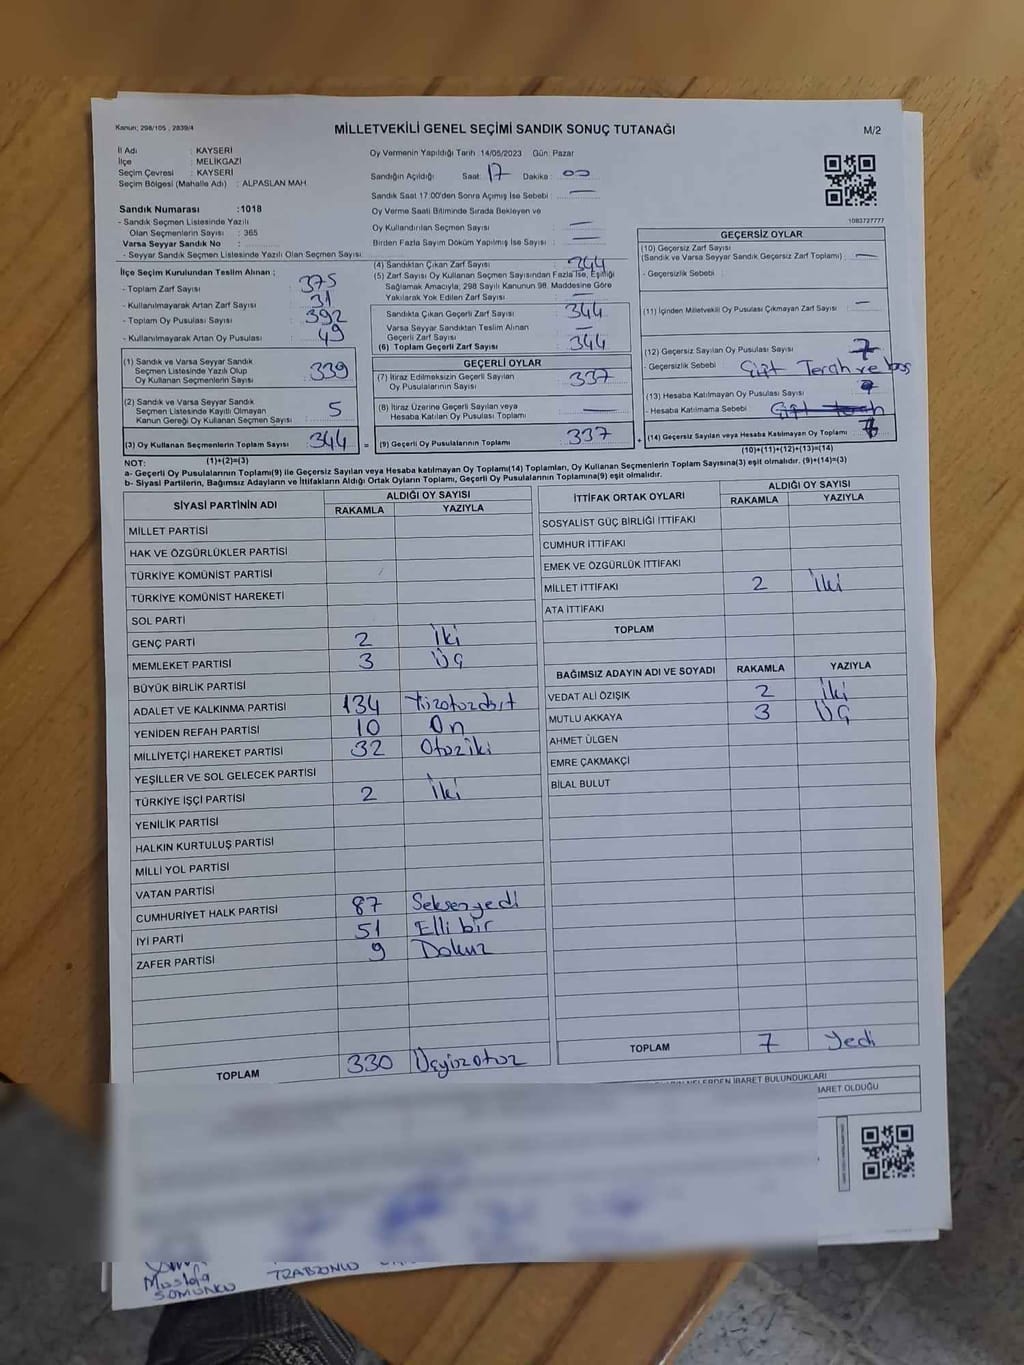 Kanun; 298/105 , 2839/4
MİLLETVEKİLİ GENEL SEÇİMİ SANDIK SONUÇ TUTANAĞI
M/2
İl Adı : KAYSERİ
İlçe : MELİKGAZİ
Seçim Çevresi : KAYSERİ
Seçim Bölgesi (Mahalle Adı) : ALPASLAN MAH
Oy Vermenin Yapıldığı Tarih :14/05/2023 Gün: Pazar
Sandığın Açıldığı Saat : 17 Dakika : 00
Sandık Saat 17:00'den Sonra Açılmış İse Sebebi : —
Oy Verme Saati Bitiminde Sırada Bekleyen ve
Oy Kullandırılan Seçmen Sayısı : —
Birden Fazla Sayım Döküm Yapılmış İse Sayısı : —
1083727777
Sandık Numarası :1018
- Sandık Seçmen Listesinde Yazılı
Olan Seçmenlerin Sayısı : 365
Varsa Seyyar Sandık No :
- Seyyar Sandık Seçmen Listesinde Yazılı Olan Seçmen Sayısı
İlçe Seçim Kurulundan Teslim Alınan ;
- Toplam Zarf Sayısı : 375
- Kullanılmayarak Artan Zarf Sayısı : 31
- Toplam Oy Pusulası Sayısı : 392
- Kullanılmayarak Artan Oy Pusulası : 49
(1) Sandık ve Varsa Seyyar Sandık
Seçmen Listesinde Yazılı Olup
Oy Kullanan Seçmenlerin Sayısı : 339
(2) Sandık ve Varsa Seyyar Sandık
Seçmen Listesinde Kayıtlı Olmayan
Kanun Gereği Oy Kullanan Seçmen Sayısı : 5
(3) Oy Kullanan Seçmenlerin Toplam Sayısı : 344 =
(1)+(2)=(3)
(4) Sandıktan Çıkan Zarf Sayısı : 344
(5) Zarf Sayısı Oy Kullanan Seçmen Sayısından Fazla İse, Eşitliği
Sağlamak Amacıyla, 298 Sayılı Kanunun 98. Maddesine Göre
Yakılarak Yok Edilen Zarf Sayısı : —
Sandıkta Çıkan Geçerli Zarf Sayısı : 344
Varsa Seyyar Sandıktan Teslim Alınan
Geçerli Zarf Sayısı : —
(6) Toplam Geçerli Zarf Sayısı : 344
GEÇERLİ OYLAR
(7) İtiraz Edilmeksizin Geçerli Sayılan
Oy Pusulalarının Sayısı : 337
(8) İtiraz Üzerine Geçerli Sayılan veya
Hesaba Katılan Oy Pusulası Toplamı : —
(9) Geçerli Oy Pusulalarının Toplamı : 337 +
GEÇERSİZ OYLAR
(10) Geçersiz Zarf Sayısı
(Sandık ve Varsa Seyyar Sandık Geçersiz Zarf Toplamı) : —
- Geçersizlik Sebebi :
(11) İçinden Milletvekili Oy Pusulası Çıkmayan Zarf Sayısı : —
(12) Geçersiz Sayılan Oy Pusulası Sayısı : 7
- Geçersizlik Sebebi : Çift Tercih ve boş
(13) Hesaba Katılmayan Oy Pusulası Sayısı :
- Hesaba Katılmama Sebebi :
(14) Geçersiz Sayılan veya Hesaba Katılmayan Oy Toplamı : 7
(10)+(11)+(12)+(13)=(14)
NOT:
a- Geçerli Oy Pusulalarının Toplamı(9) ile Geçersiz Sayılan veya Hesaba katılmayan Oy Toplamı(14) Toplamları, Oy Kullanan Seçmenlerin Toplam Sayısına(3) eşit olmalıdır. (9)+(14)=(3)
b- Siyasi Partilerin, Bağımsız Adayların ve İttifakların Aldığı Ortak Oyların Toplamı, Geçerli Oy Pusulalarının Toplamına(9) eşit olmalıdır.
SİYASİ PARTİNİN ADI ALDIĞI OY SAYISI
RAKAMLA YAZIYLA
MİLLET PARTİSİ
HAK VE ÖZGÜRLÜKLER PARTİSİ
TÜRKİYE KOMÜNİST PARTİSİ
TÜRKİYE KOMÜNİST HAREKETİ
SOL PARTİ
GENÇ PARTİ 2 İki
MEMLEKET PARTİSİ 3 Üç
BÜYÜK BİRLİK PARTİSİ
ADALET VE KALKINMA PARTİSİ 134 Yüzotuzdört
YENİDEN REFAH PARTİSİ 10 On
MİLLİYETÇİ HAREKET PARTİSİ 32 Otuziki
YEŞİLLER VE SOL GELECEK PARTİSİ
TÜRKİYE İŞÇİ PARTİSİ 2 İki
YENİLİK PARTİSİ
HALKIN KURTULUŞ PARTİSİ
MİLLİ YOL PARTİSİ
VATAN PARTİSİ
CUMHURİYET HALK PARTİSİ 87 Seksenyedi
İYİ PARTİ 51 Elli bir
ZAFER PARTİSİ 9 Dokuz
TOPLAM 330 Üçyüzotuz
İTTİFAK ORTAK OYLARI ALDIĞI OY SAYISI
RAKAMLA YAZIYLA
SOSYALİST GÜÇ BİRLİĞİ İTTİFAKI
CUMHUR İTTİFAKI
EMEK VE ÖZGÜRLÜK İTTİFAKI
MİLLET İTTİFAKI 2 İki
ATA İTTİFAKI
TOPLAM
BAĞIMSIZ ADAYIN ADI VE SOYADI RAKAMLA YAZIYLA
VEDAT ALİ ÖZIŞIK 2 İki
MUTLU AKKAYA 3 Üç
AHMET ÜLGEN
EMRE ÇAKMAKÇİ
BİLAL BULUT
TOPLAM 7 Yedi
NELERDEN İBARET BULUNDUKLARI
İBARET OLDUĞU
Mustafa TRABZONLU
SOMUNCU